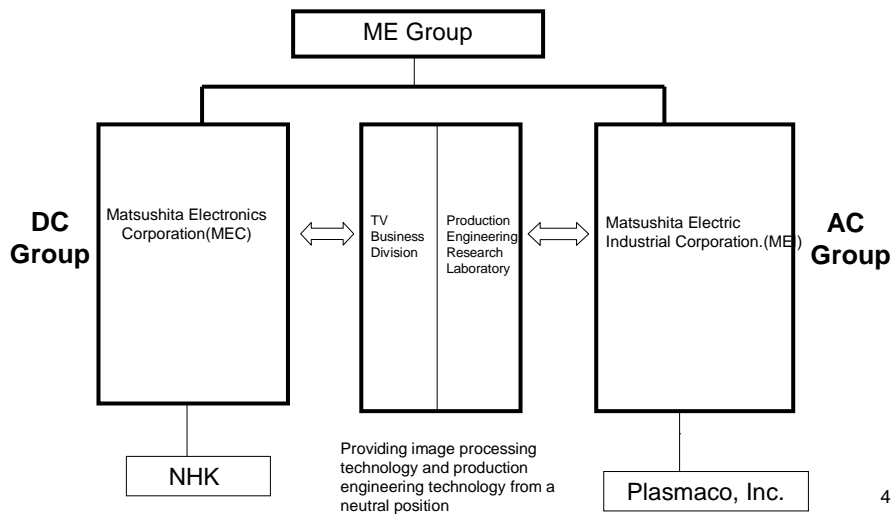 ME Group
DC
Group
Matsushita Electronics
Corporation(MEC)
TV
Business
Division
Production
Engineering
Research
Laboratory
Matsushita Electric
Industrial Corporation.(MEI)
AC
Group
NHK
Providing image processing
technology and production
engineering technology from a
neutral position
Plasmaco, Inc.
4